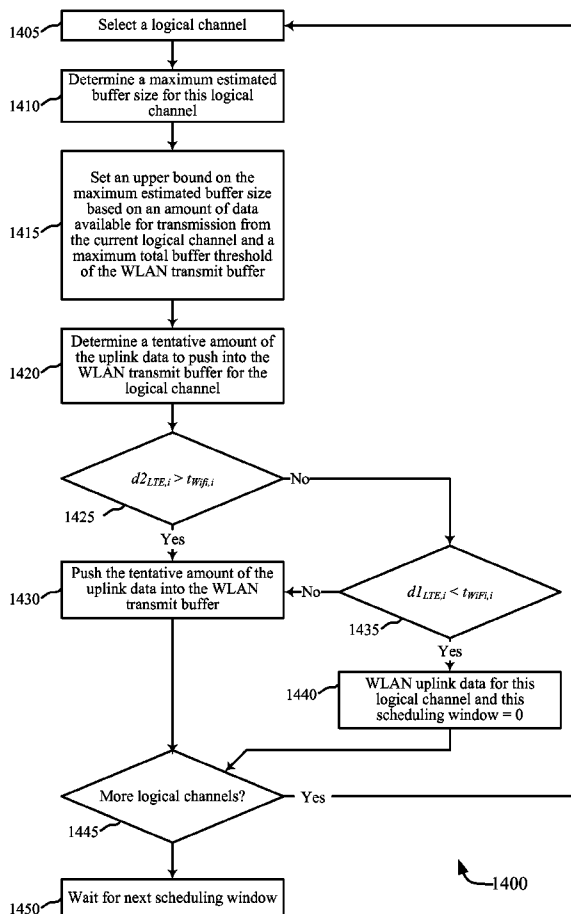 1405
Select a logical channel
1410
Determine a maximum estimated
buffer size for this logical
channel
1415
Set an upper bound on the
maximum estimated buffer size
based on an amount of data
available for transmission from
the current logical channel and a
maximum total buffer threshold
of the WLAN transmit buffer
1420
Determine a tentative amount of
the uplink data to push into the
WLAN transmit buffer for the
logical channel
d2LTE,i > tWifi,i
No
1425
Yes
1430
Push the tentative amount of the
uplink data into the WLAN
transmit buffer
No
d1LTE,i < tWiFi,i
1435
Yes
1440
WLAN uplink data for this
logical channel and this
scheduling window = 0
More logical channels?
Yes
1445
1400
1450
Wait for next scheduling window